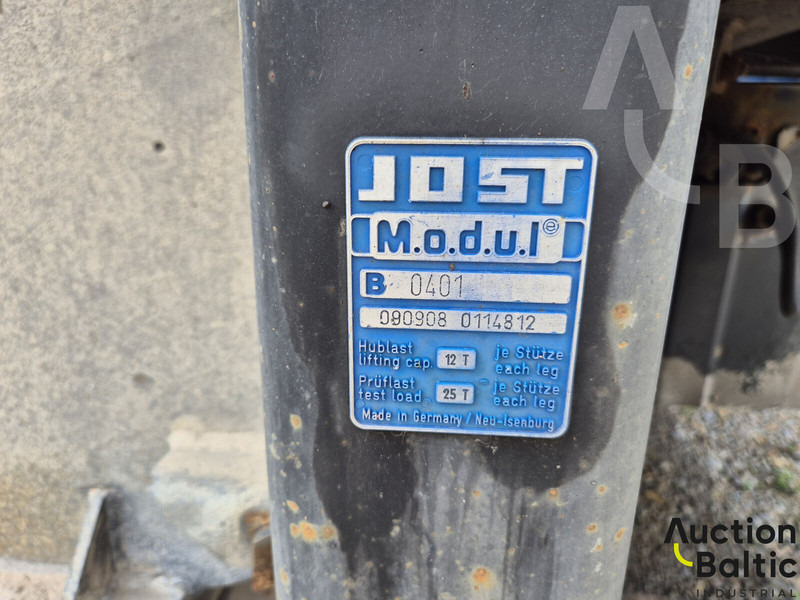 JOST
M.o.d.u.l e
B 0401
090908 0114812
Hublast je Stütze
lifting cap. 12 T each leg
Prüflast je Stütze
test load 25 T each leg
Made in Germany / Neu-Isenburg
AB
Auction
Baltic
INDUSTRIAL